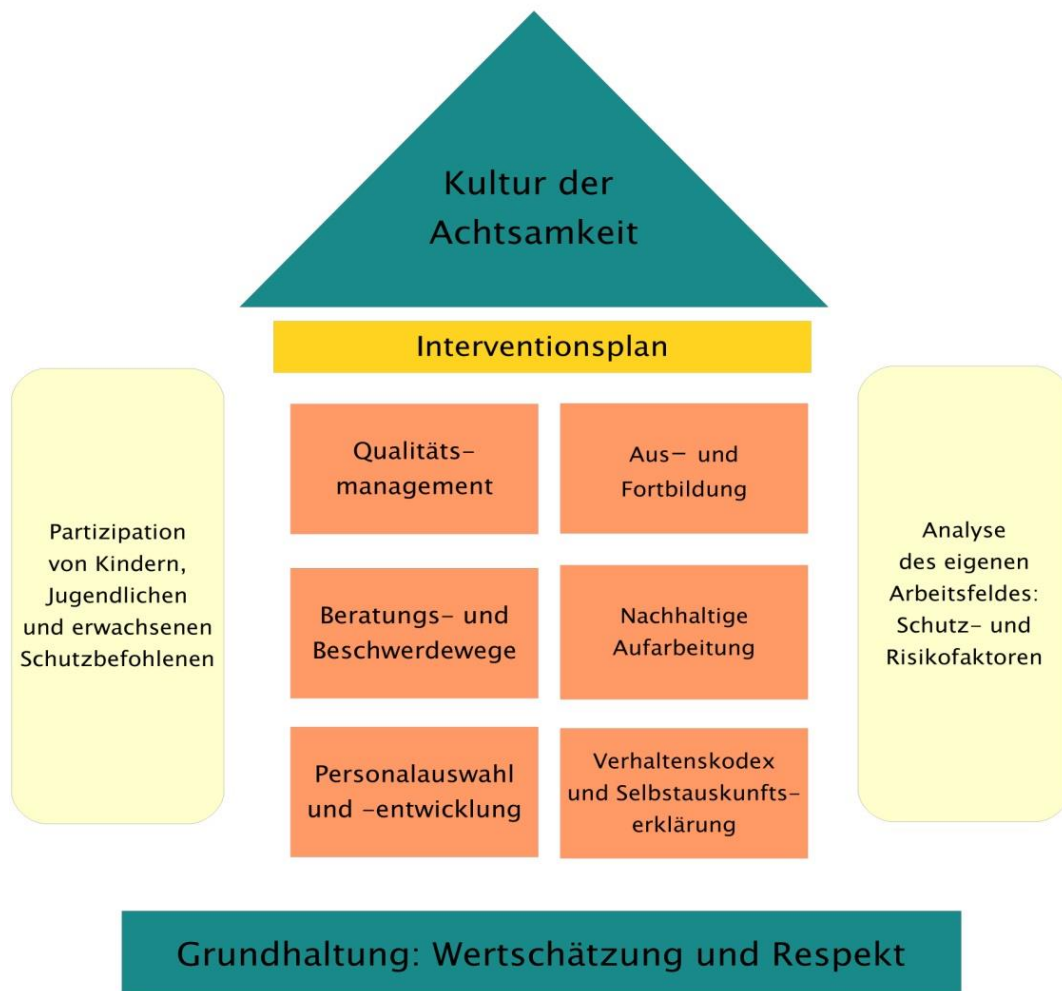 Kultur der
Achtsamkeit
Interventionsplan
Partizipation
von Kindern,
Jugendlichen
und erwachsenen
Schutzbefohlenen
Qualitäts-
management
Aus- und
Fortbildung
Beratungs- und
Beschwerdewege
Nachhaltige
Aufarbeitung
Personalauswahl
und -entwicklung
Verhaltenskodex
und Selbstauskunfts-
erklärung
Analyse
des eigenen
Arbeitsfeldes:
Schutz- und
Risikofaktoren
Grundhaltung: Wertschätzung und Respekt